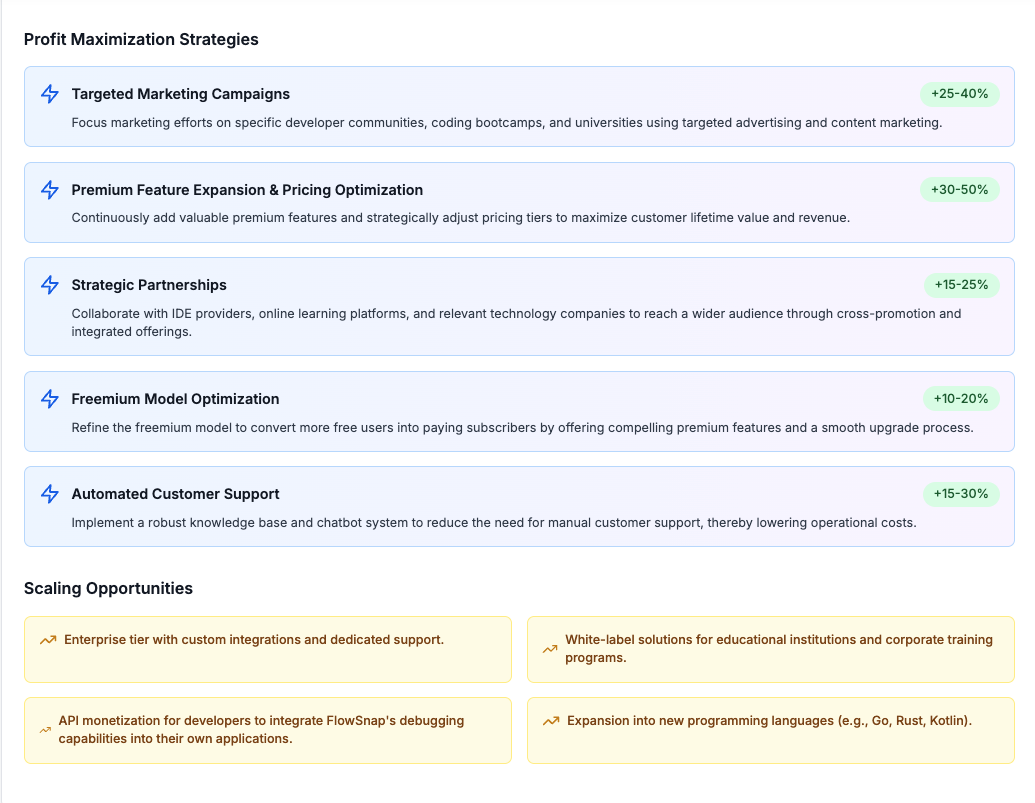 Profit Maximization Strategies
Targeted Marketing Campaigns
+25-40%
Focus marketing efforts on specific developer communities, coding bootcamps, and universities using targeted advertising and content marketing.
Premium Feature Expansion & Pricing Optimization
+30-50%
Continuously add valuable premium features and strategically adjust pricing tiers to maximize customer lifetime value and revenue.
Strategic Partnerships
+15-25%
Collaborate with IDE providers, online learning platforms, and relevant technology companies to reach a wider audience through cross-promotion and
integrated offerings.
Freemium Model Optimization
+10-20%
Refine the freemium model to convert more free users into paying subscribers by offering compelling premium features and a smooth upgrade process.
Automated Customer Support
+15-30%
Implement a robust knowledge base and chatbot system to reduce the need for manual customer support, thereby lowering operational costs.
Scaling Opportunities
Enterprise tier with custom integrations and dedicated support.
White-label solutions for educational institutions and corporate training
programs.
API monetization for developers to integrate FlowSnap's debugging
capabilities into their own applications.
Expansion into new programming languages (e.g., Go, Rust, Kotlin).